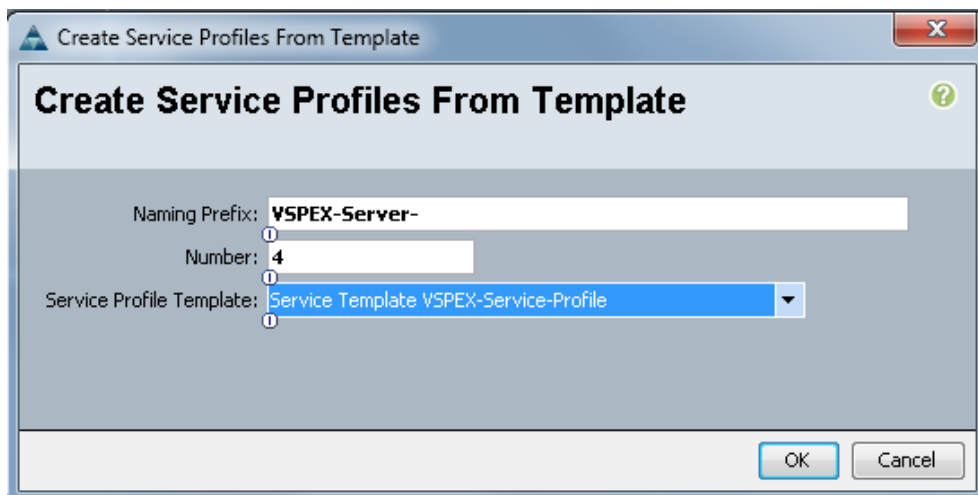 Create Service Profiles From Template
Create Service Profiles From Template
Naming Prefix: VSPEX-Server-
Number: 4
Service Profile Template: Service Template VSPEX-Service-Profile
OK Cancel